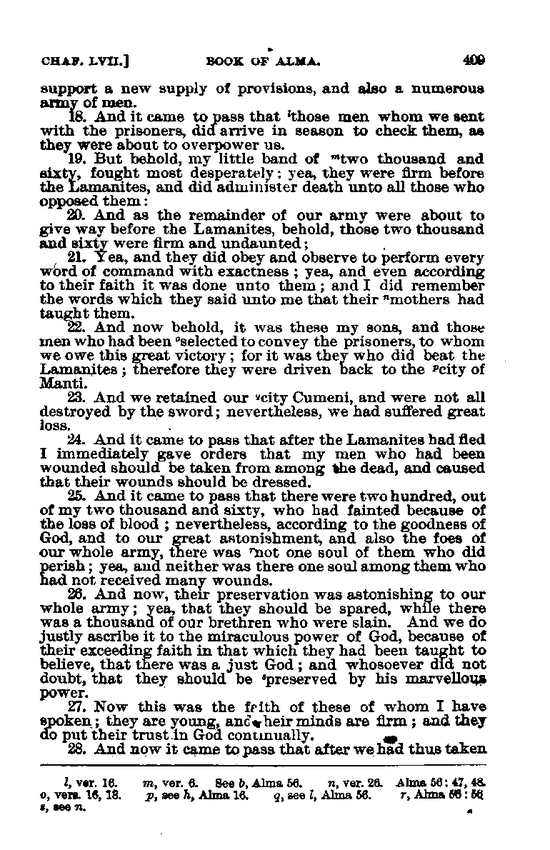 CHAP. LVII.] BOOK OF ALMA. 409
support a new supply of provisions, and also a numerous
army of men.
18. And it came to pass that lthose men whom we sent
with the prisoners, did arrive in season to check them, as
they were about to overpower us.
19. But behold, my little band of mtwo thousand and
sixty, fought most desperately; yea, they were firm before
the Lamanites, and did administer death unto all those who
opposed them:
20. And as the remainder of our army were about to
give way before the Lamanites, behold, those two thousand
and sixty were firm and undaunted;
21. Yea, and they did obey and observe to perform every
word of command with exactness; yea, and even according
to their faith it was done unto them; and I did remember
the words which they said unto me that their nmothers had
taught them.
22. And now behold, it was these my sons, and those
men who had been oselected to convey the prisoners, to whom
we owe this great victory; for it was they who did beat the
Lamanites; therefore they were driven back to the pcity of
Manti.
23. And we retained our qcity Cumeni, and were not all
destroyed by the sword; nevertheless, we had suffered great
loss.
24. And it came to pass that after the Lamanites had fled
I immediately gave orders that my men who had been
wounded should be taken from among the dead, and caused
that their wounds should be dressed.
25. And it came to pass that there were two hundred, out
of my two thousand and sixty, who had fainted because of
the loss of blood; nevertheless, according to the goodness of
God, and to our great astonishment, and also the foes of
our whole army, there was rnot one soul of them who did
perish; yea, and neither was there one soul among them who
had not received many wounds.
26. And now, their preservation was astonishing to our
whole army; yea, that they should be spared, while there
was a thousand of our brethren who were slain. And we do
justly ascribe it to the miraculous power of God, because of
their exceeding faith in that which they had been taught to
believe, that there was a just God; and whosoever did not
doubt, that they should be spreserved by his marvellous
power.
27. Now this was the faith of these of whom I have
spoken; they are young, and their minds are firm; and they
do put their trust in God continually.
28. And now it came to pass that after we had thus taken
l, ver. 16. m, ver. 6. See b, Alma 56. n, ver. 26. Alma 56: 47, 48.
o, vers. 16, 18. p, see h, Alma 16. q, see l, Alma 56. r, Alma 56: 56
s, see n.